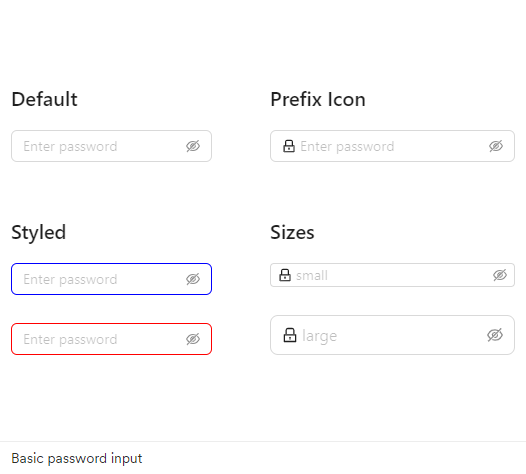 Default
Enter password
Prefix Icon
Enter password
Styled
Enter password
Enter password
Sizes
small
large
Basic password input